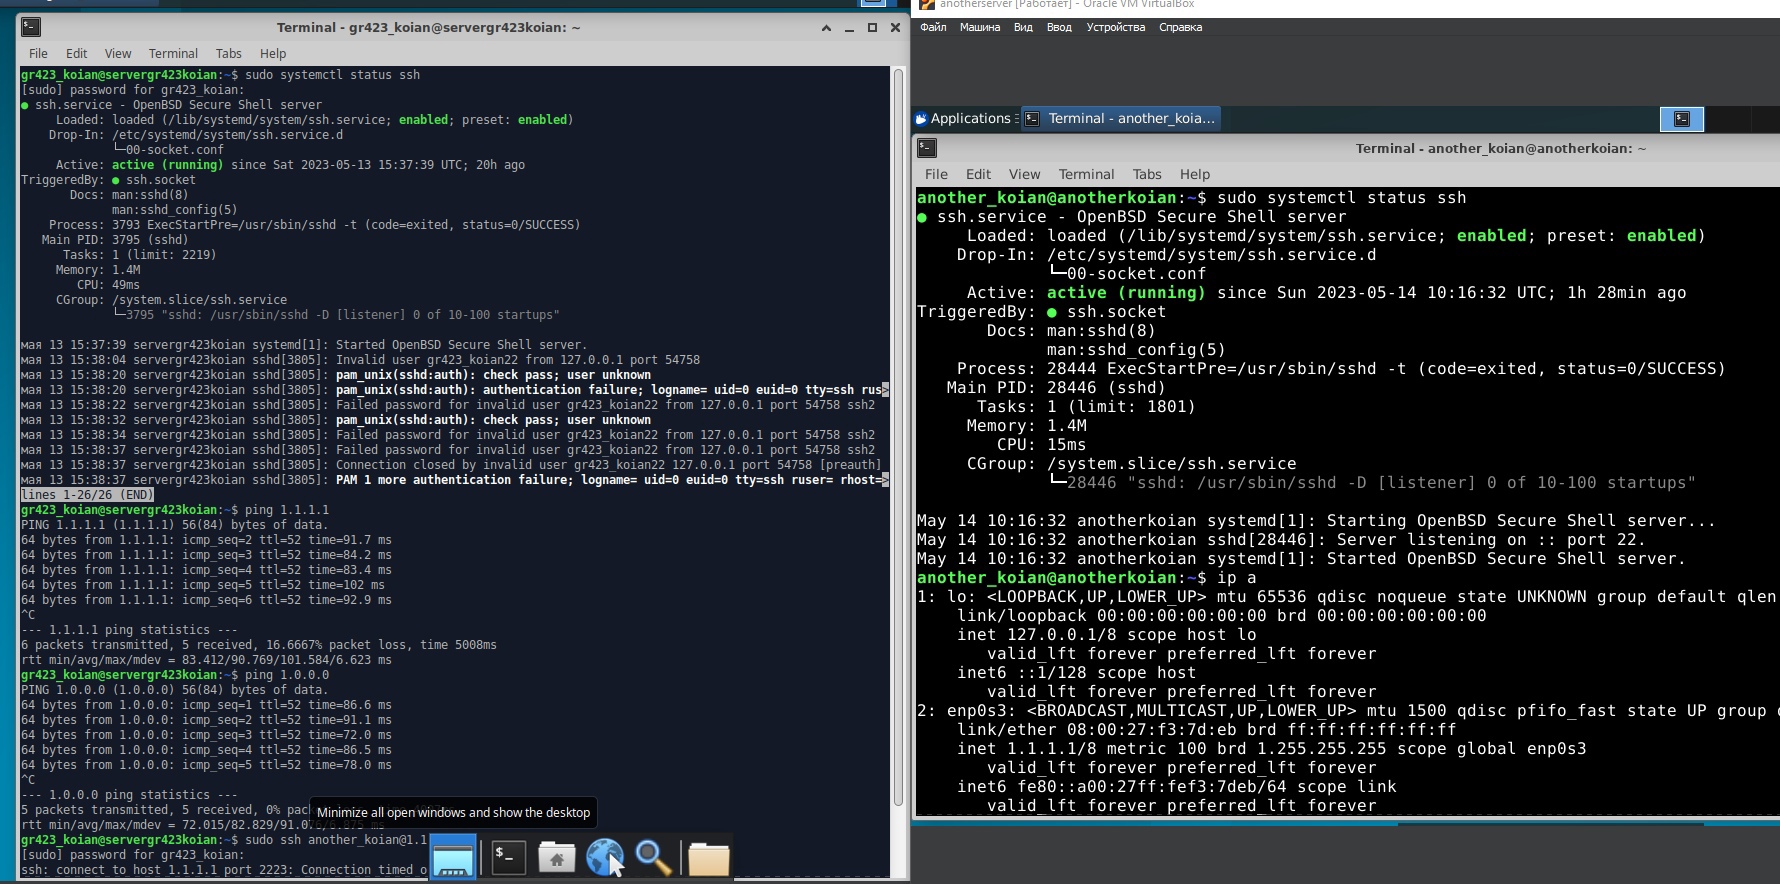 Terminal - gr423_koian@servergr423koian: ~
File Edit View Terminal Tabs Help
gr423_koian@servergr423koian:~$ sudo systemctl status ssh
[sudo] password for gr423_koian:
● ssh.service - OpenBSD Secure Shell server
Loaded: loaded (/lib/systemd/system/ssh.service; enabled; preset: enabled)
Drop-In: /etc/systemd/system/ssh.service.d
└─00-socket.conf
Active: active (running) since Sat 2023-05-13 15:37:39 UTC; 20h ago
TriggeredBy: ● ssh.socket
Docs: man:sshd(8)
man:sshd_config(5)
Process: 3793 ExecStartPre=/usr/sbin/sshd -t (code=exited, status=0/SUCCESS)
Main PID: 3795 (sshd)
Tasks: 1 (limit: 2219)
Memory: 1.4M
CPU: 49ms
CGroup: /system.slice/ssh.service
└─3795 "sshd: /usr/sbin/sshd -D [listener] 0 of 10-100 startups"
мая 13 15:37:39 servergr423koian systemd[1]: Started OpenBSD Secure Shell server.
мая 13 15:38:04 servergr423koian sshd[3805]: Invalid user gr423_koian22 from 127.0.0.1 port 54758
мая 13 15:38:20 servergr423koian sshd[3805]: pam_unix(sshd:auth): check pass; user unknown
мая 13 15:38:20 servergr423koian sshd[3805]: pam_unix(sshd:auth): authentication failure; logname= uid=0 euid=0 tty=ssh rus>
мая 13 15:38:22 servergr423koian sshd[3805]: Failed password for invalid user gr423_koian22 from 127.0.0.1 port 54758 ssh2
мая 13 15:38:32 servergr423koian sshd[3805]: pam_unix(sshd:auth): check pass; user unknown
мая 13 15:38:34 servergr423koian sshd[3805]: Failed password for invalid user gr423_koian22 from 127.0.0.1 port 54758 ssh2
мая 13 15:38:37 servergr423koian sshd[3805]: Failed password for invalid user gr423_koian22 from 127.0.0.1 port 54758 ssh2
мая 13 15:38:37 servergr423koian sshd[3805]: Connection closed by invalid user gr423_koian22 127.0.0.1 port 54758 [preauth]
мая 13 15:38:37 servergr423koian sshd[3805]: PAM 1 more authentication failure; logname= uid=0 euid=0 tty=ssh ruser= rhost=>
lines 1-26/26 (END)
gr423_koian@servergr423koian:~$ ping 1.1.1.1
PING 1.1.1.1 (1.1.1.1) 56(84) bytes of data.
64 bytes from 1.1.1.1: icmp_seq=2 ttl=52 time=91.7 ms
64 bytes from 1.1.1.1: icmp_seq=3 ttl=52 time=84.2 ms
64 bytes from 1.1.1.1: icmp_seq=4 ttl=52 time=83.4 ms
64 bytes from 1.1.1.1: icmp_seq=5 ttl=52 time=102 ms
64 bytes from 1.1.1.1: icmp_seq=6 ttl=52 time=92.9 ms
^C
--- 1.1.1.1 ping statistics ---
6 packets transmitted, 5 received, 16.6667% packet loss, time 5008ms
rtt min/avg/max/mdev = 83.412/90.769/101.584/6.623 ms
gr423_koian@servergr423koian:~$ ping 1.0.0.0
PING 1.0.0.0 (1.0.0.0) 56(84) bytes of data.
64 bytes from 1.0.0.0: icmp_seq=1 ttl=52 time=86.6 ms
64 bytes from 1.0.0.0: icmp_seq=2 ttl=52 time=91.1 ms
64 bytes from 1.0.0.0: icmp_seq=3 ttl=52 time=72.0 ms
64 bytes from 1.0.0.0: icmp_seq=4 ttl=52 time=86.5 ms
64 bytes from 1.0.0.0: icmp_seq=5 ttl=52 time=78.0 ms
^C
--- 1.0.0.0 ping statistics ---
5 packets transmitted, 5 received, 0% pac
Minimize all open windows and show the desktop
rtt min/avg/max/mdev = 72.015/82.829/91.0
gr423_koian@servergr423koian:~$ sudo ssh another_koian@1.1
[sudo] password for gr423_koian:
ssh: connect to host 1.1.1.1 port 2223: Connection timed o
anotherserver [Работает] - Oracle VM VirtualBox
Файл Машина Вид Ввод Устройства Справка
Applications Terminal - another_koia...
Terminal - another_koian@anotherkoian: ~
File Edit View Terminal Tabs Help
another_koian@anotherkoian:~$ sudo systemctl status ssh
● ssh.service - OpenBSD Secure Shell server
Loaded: loaded (/lib/systemd/system/ssh.service; enabled; preset: enabled)
Drop-In: /etc/systemd/system/ssh.service.d
└─00-socket.conf
Active: active (running) since Sun 2023-05-14 10:16:32 UTC; 1h 28min ago
TriggeredBy: ● ssh.socket
Docs: man:sshd(8)
man:sshd_config(5)
Process: 28444 ExecStartPre=/usr/sbin/sshd -t (code=exited, status=0/SUCCESS)
Main PID: 28446 (sshd)
Tasks: 1 (limit: 1801)
Memory: 1.4M
CPU: 15ms
CGroup: /system.slice/ssh.service
└─28446 "sshd: /usr/sbin/sshd -D [listener] 0 of 10-100 startups"
May 14 10:16:32 anotherkoian systemd[1]: Starting OpenBSD Secure Shell server...
May 14 10:16:32 anotherkoian sshd[28446]: Server listening on :: port 22.
May 14 10:16:32 anotherkoian systemd[1]: Started OpenBSD Secure Shell server.
another_koian@anotherkoian:~$ ip a
1: lo: <LOOPBACK,UP,LOWER_UP> mtu 65536 qdisc noqueue state UNKNOWN group default qlen
link/loopback 00:00:00:00:00:00 brd 00:00:00:00:00:00
inet 127.0.0.1/8 scope host lo
valid_lft forever preferred_lft forever
inet6 ::1/128 scope host
valid_lft forever preferred_lft forever
2: enp0s3: <BROADCAST,MULTICAST,UP,LOWER_UP> mtu 1500 qdisc pfifo_fast state UP group
link/ether 08:00:27:f3:7d:eb brd ff:ff:ff:ff:ff:ff
inet 1.1.1.1/8 metric 100 brd 1.255.255.255 scope global enp0s3
valid_lft forever preferred_lft forever
inet6 fe80::a00:27ff:fef3:7deb/64 scope link
valid_lft forever preferred_lft forever